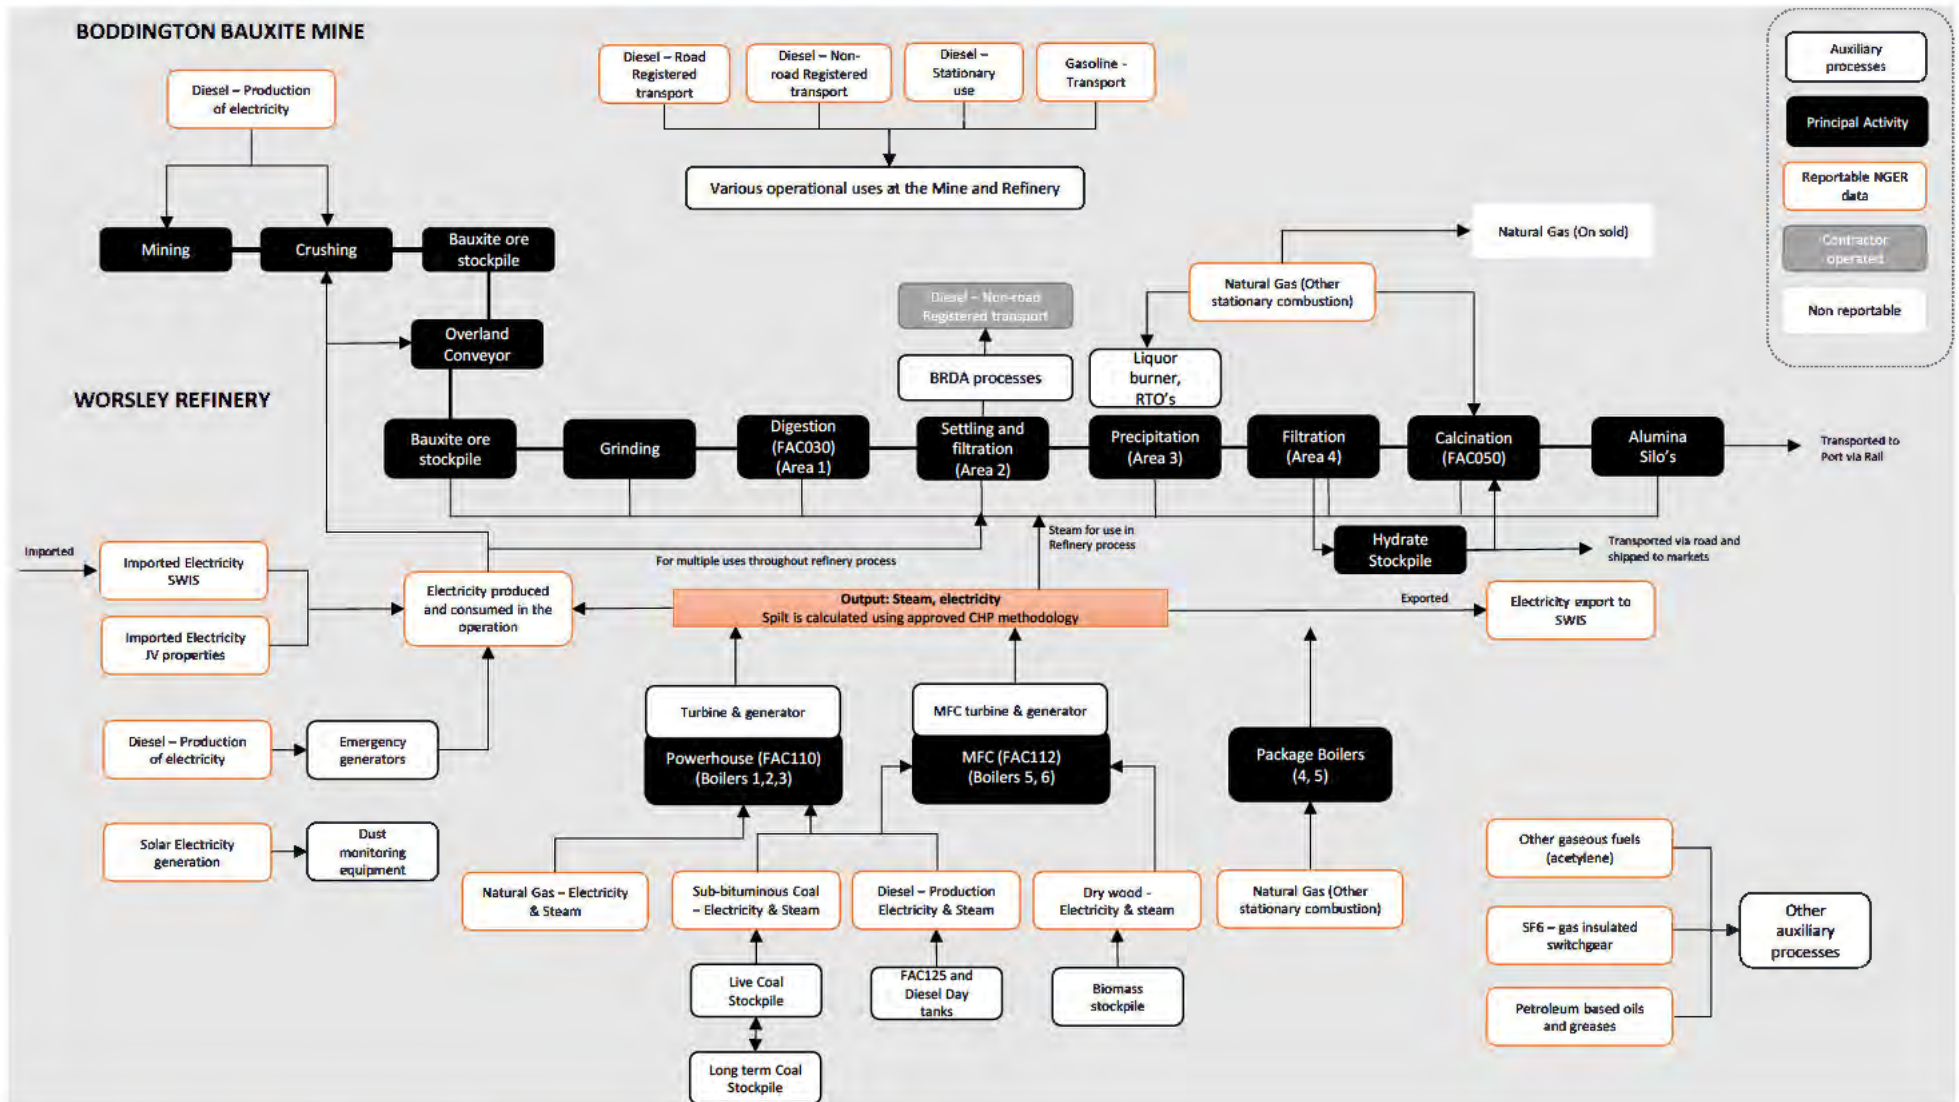 BODDINGTON BAUXITE MINE
Diesel – Production
of electricity
Diesel – Road
Registered
transport
Diesel – Non-
road Registered
transport
Diesel –
Stationary
use
Gasoline -
Transport
Various operational uses at the Mine and Refinery
Auxiliary
processes
Principal Activity
Reportable NGER
data
Contractor
operated
Non reportable
Mining
Crushing
Bauxite ore
stockpile
Overland
Conveyor
Natural Gas (On sold)
Natural Gas (Other
stationary combustion)
Diesel – Non-road
Registered transport
BRDA processes
Liquor
burner,
RTO's
WORSLEY REFINERY
Bauxite ore
stockpile
Grinding
Digestion
(FAC030)
(Area 1)
Settling and
filtration
(Area 2)
Precipitation
(Area 3)
Filtration
(Area 4)
Calcination
(FAC050)
Alumina
Silo's
Transported to
Port via Rail
Steam for use in
Refinery process
For multiple uses throughout refinery process
Hydrate
Stockpile
Transported via road and
shipped to markets
Imported
Imported Electricity
SWIS
Imported Electricity
JV properties
Electricity produced
and consumed in the
operation
Output: Steam, electricity
Spilt is calculated using approved CHP methodology
Exported
Electricity export to
SWIS
Diesel – Production
of electricity
Emergency
generators
Solar Electricity
generation
Dust
monitoring
equipment
Turbine & generator
Powerhouse (FAC110)
(Boilers 1,2,3)
MFC turbine & generator
MFC (FAC112)
(Boilers 5, 6)
Package Boilers
(4, 5)
Natural Gas – Electricity
& Steam
Sub-bituminous Coal
– Electricity & Steam
Diesel – Production
Electricity & Steam
Dry wood -
Electricity & steam
Natural Gas (Other
stationary combustion)
Live Coal
Stockpile
FAC125 and
Diesel Day
tanks
Biomass
stockpile
Long term Coal
Stockpile
Other gaseous fuels
(acetylene)
SF6 – gas insulated
switchgear
Petroleum based oils
and greases
Other
auxiliary
processes